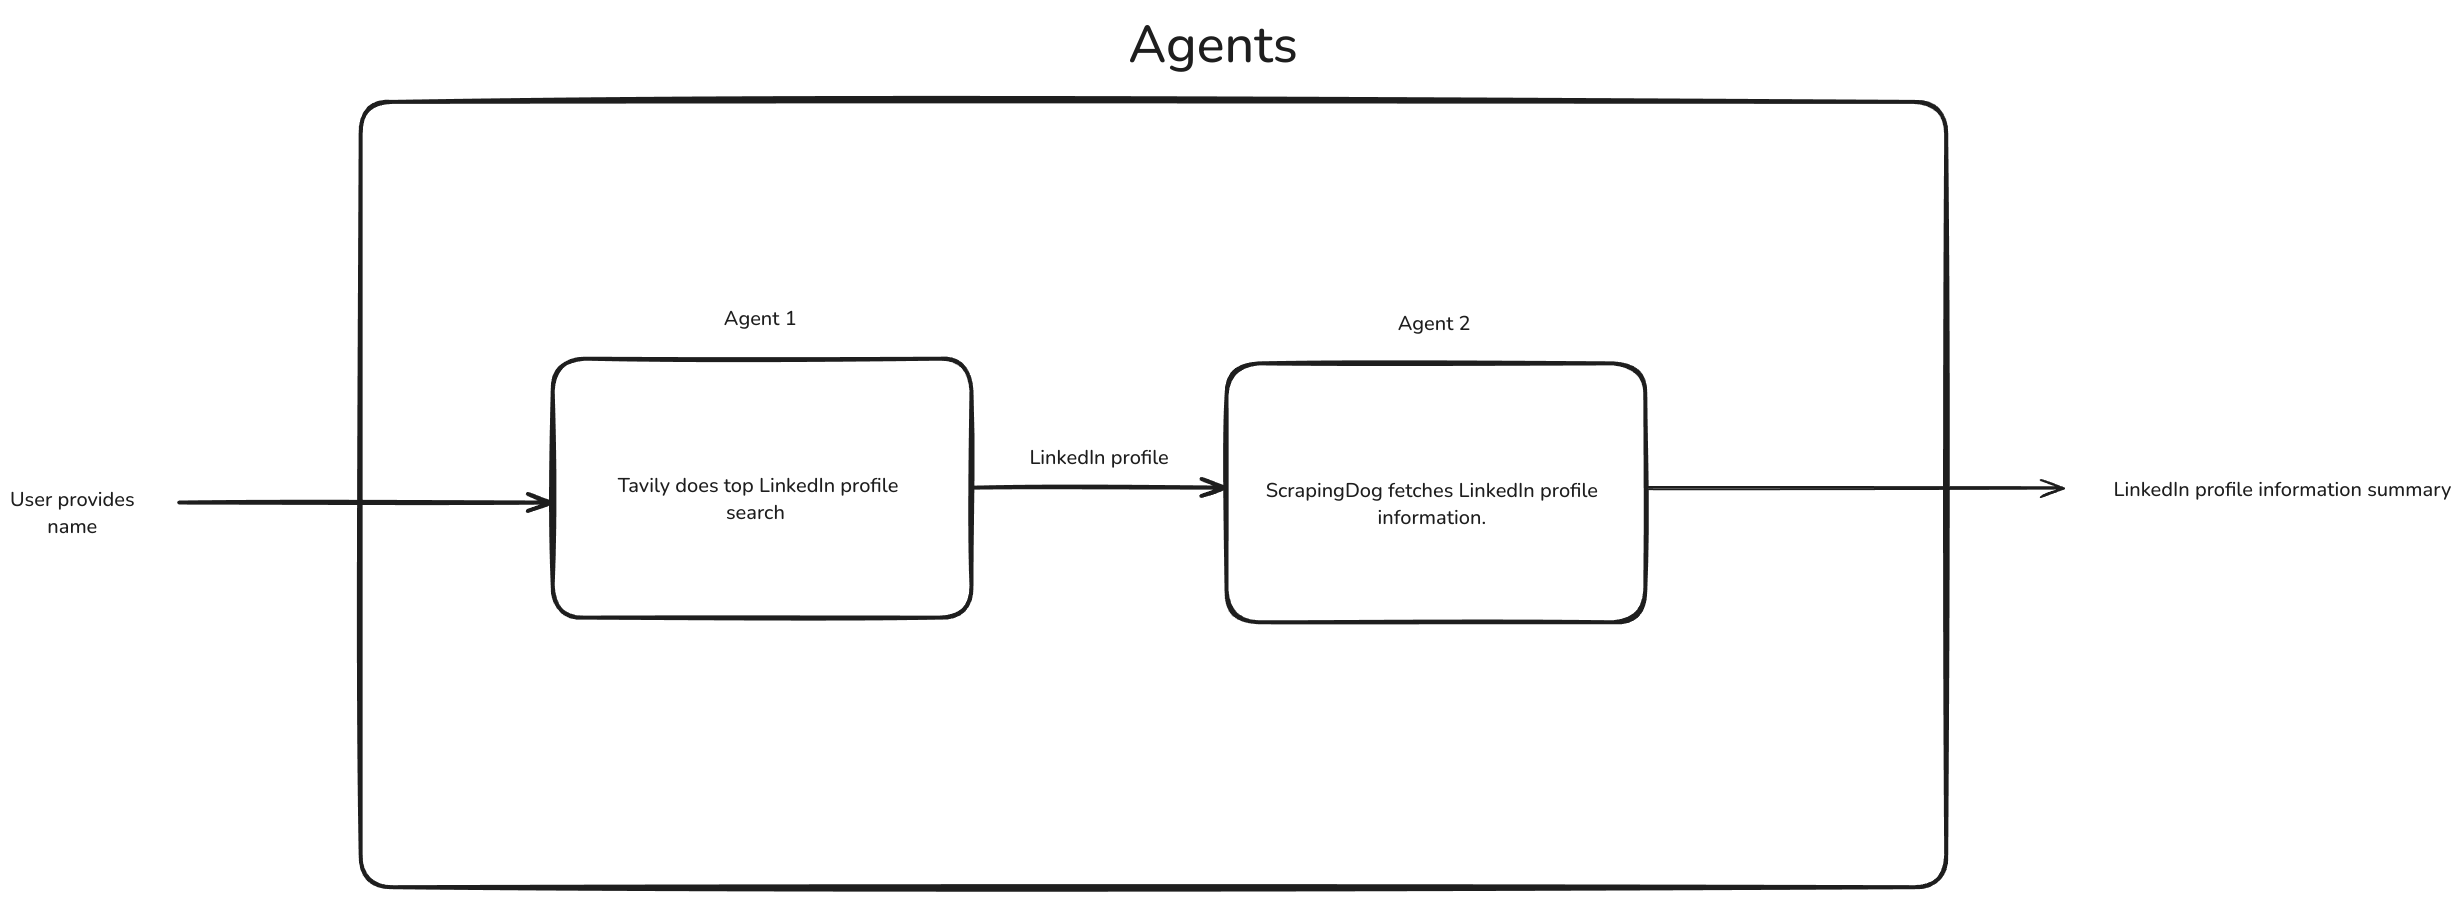 Agents
Agent 1
Agent 2
User provides
name
Tavily does top LinkedIn profile
search
LinkedIn profile
ScrapingDog fetches LinkedIn profile
information.
LinkedIn profile information summary